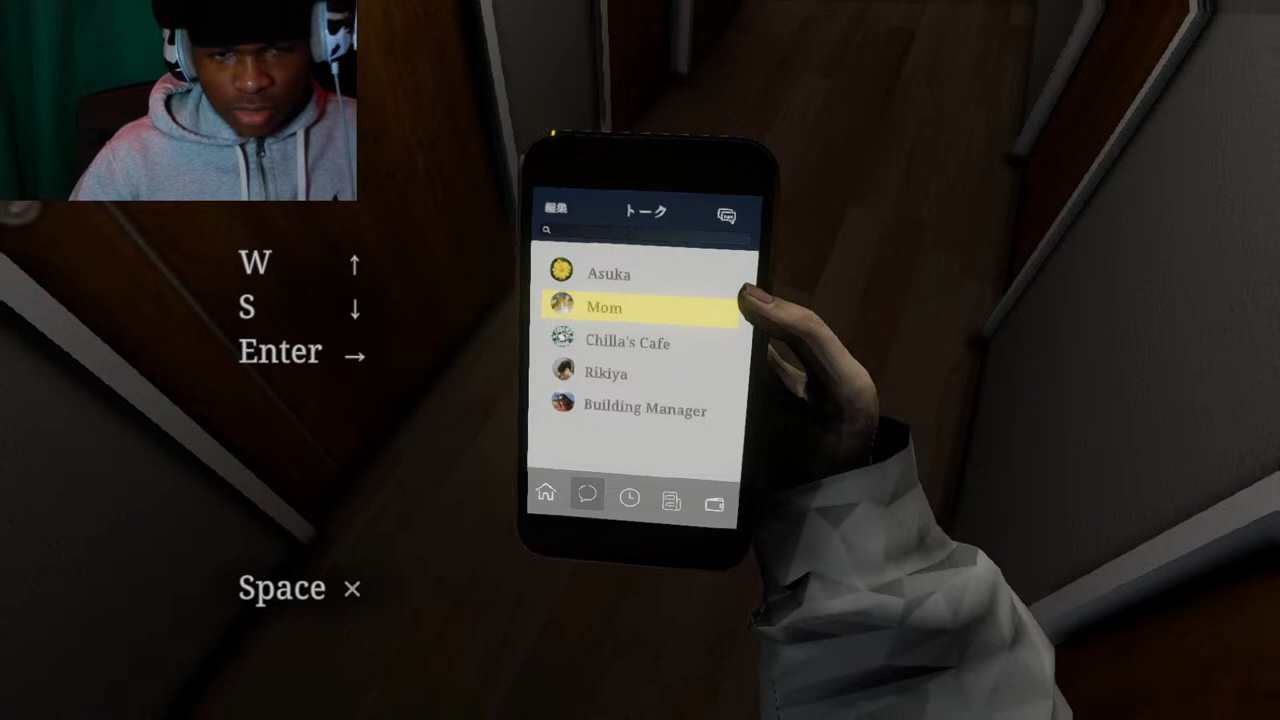 W ↑
S ↓
Enter →
Space ×
編集 トーク
Asuka
Mom
Chilla's Cafe
Rikiya
Building Manager